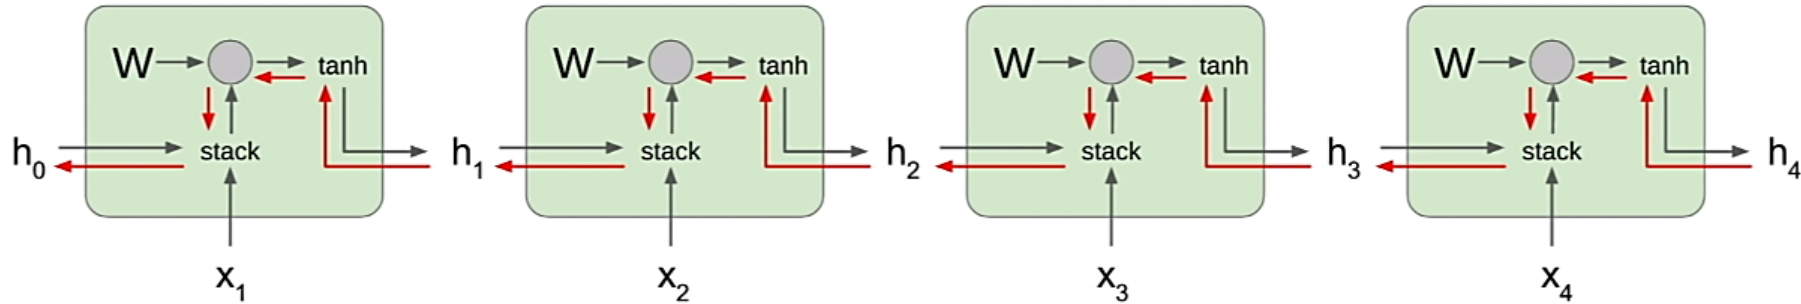 W tanh W tanh W tanh W tanh
h₀ stack h₁ stack h₂ stack h₃ stack h₄
x₁ x₂ x₃ x₄